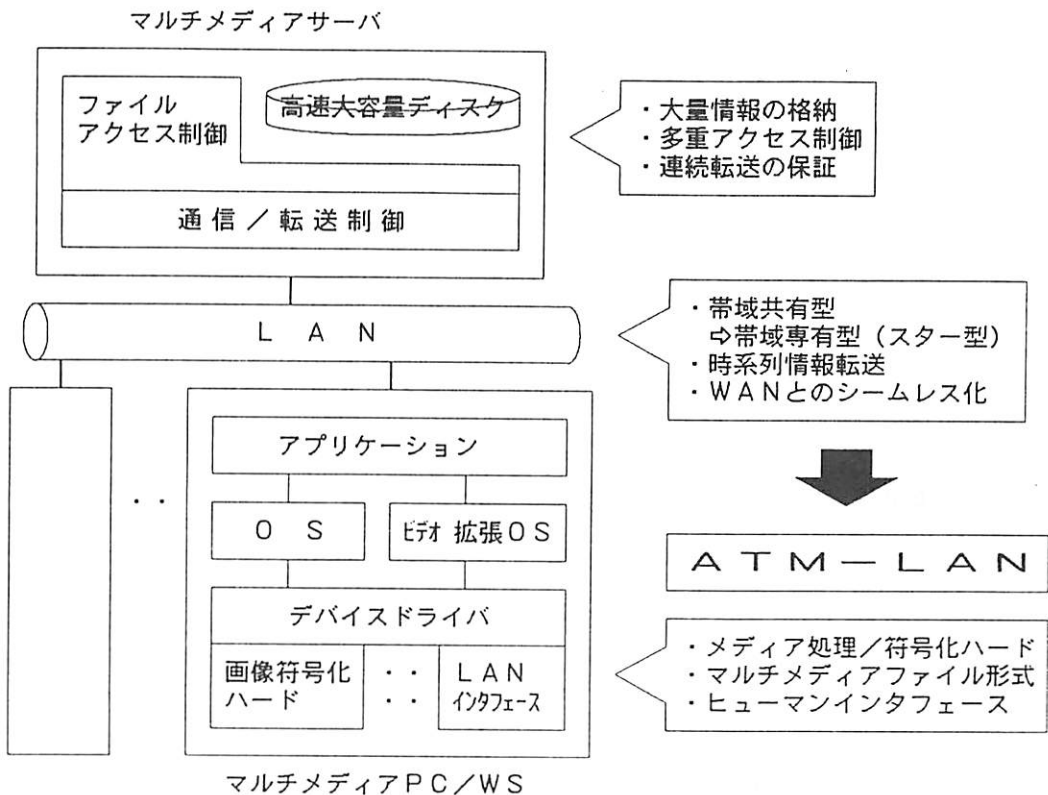 マルチメディアサーバ
ファイル
アクセス制御
高速大容量ディスク
通信／転送制御
・大量情報の格納
・多重アクセス制御
・連続転送の保証
ＬＡＮ
・帯域共有型
⇨帯域専有型（スター型）
・時系列情報転送
・ＷＡＮとのシームレス化
アプリケーション
ＯＳ
ビデオ拡張ＯＳ
デバイスドライバ
画像符号化
ハード
・・
・・
ＬＡＮ
インタフェース
・・
ＡＴＭ－ＬＡＮ
・メディア処理／符号化ハード
・マルチメディアファイル形式
・ヒューマンインタフェース
マルチメディアＰＣ／ＷＳ